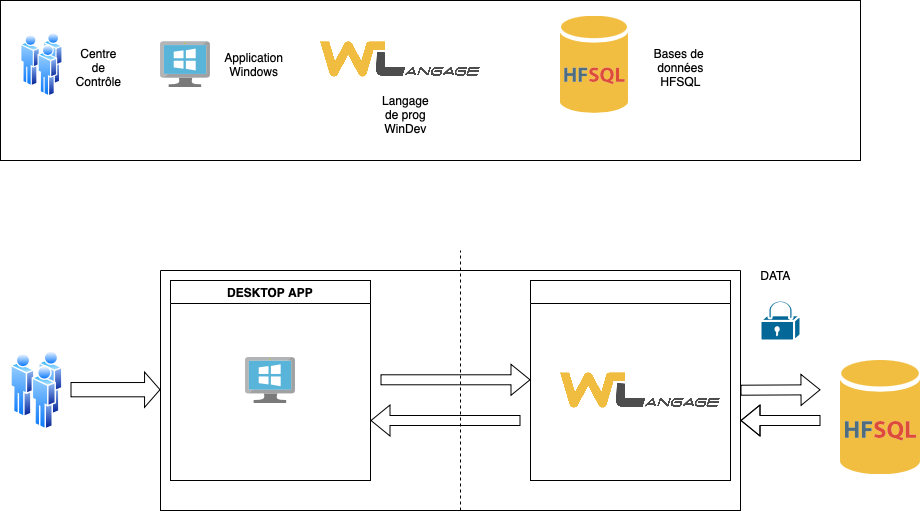 Centre
de
Contrôle
Application
Windows
WLANGAGE
Langage
de prog
WinDev
HFSQL
Bases de
données
HFSQL
DESKTOP APP
DATA
WLANGAGE
HFSQL